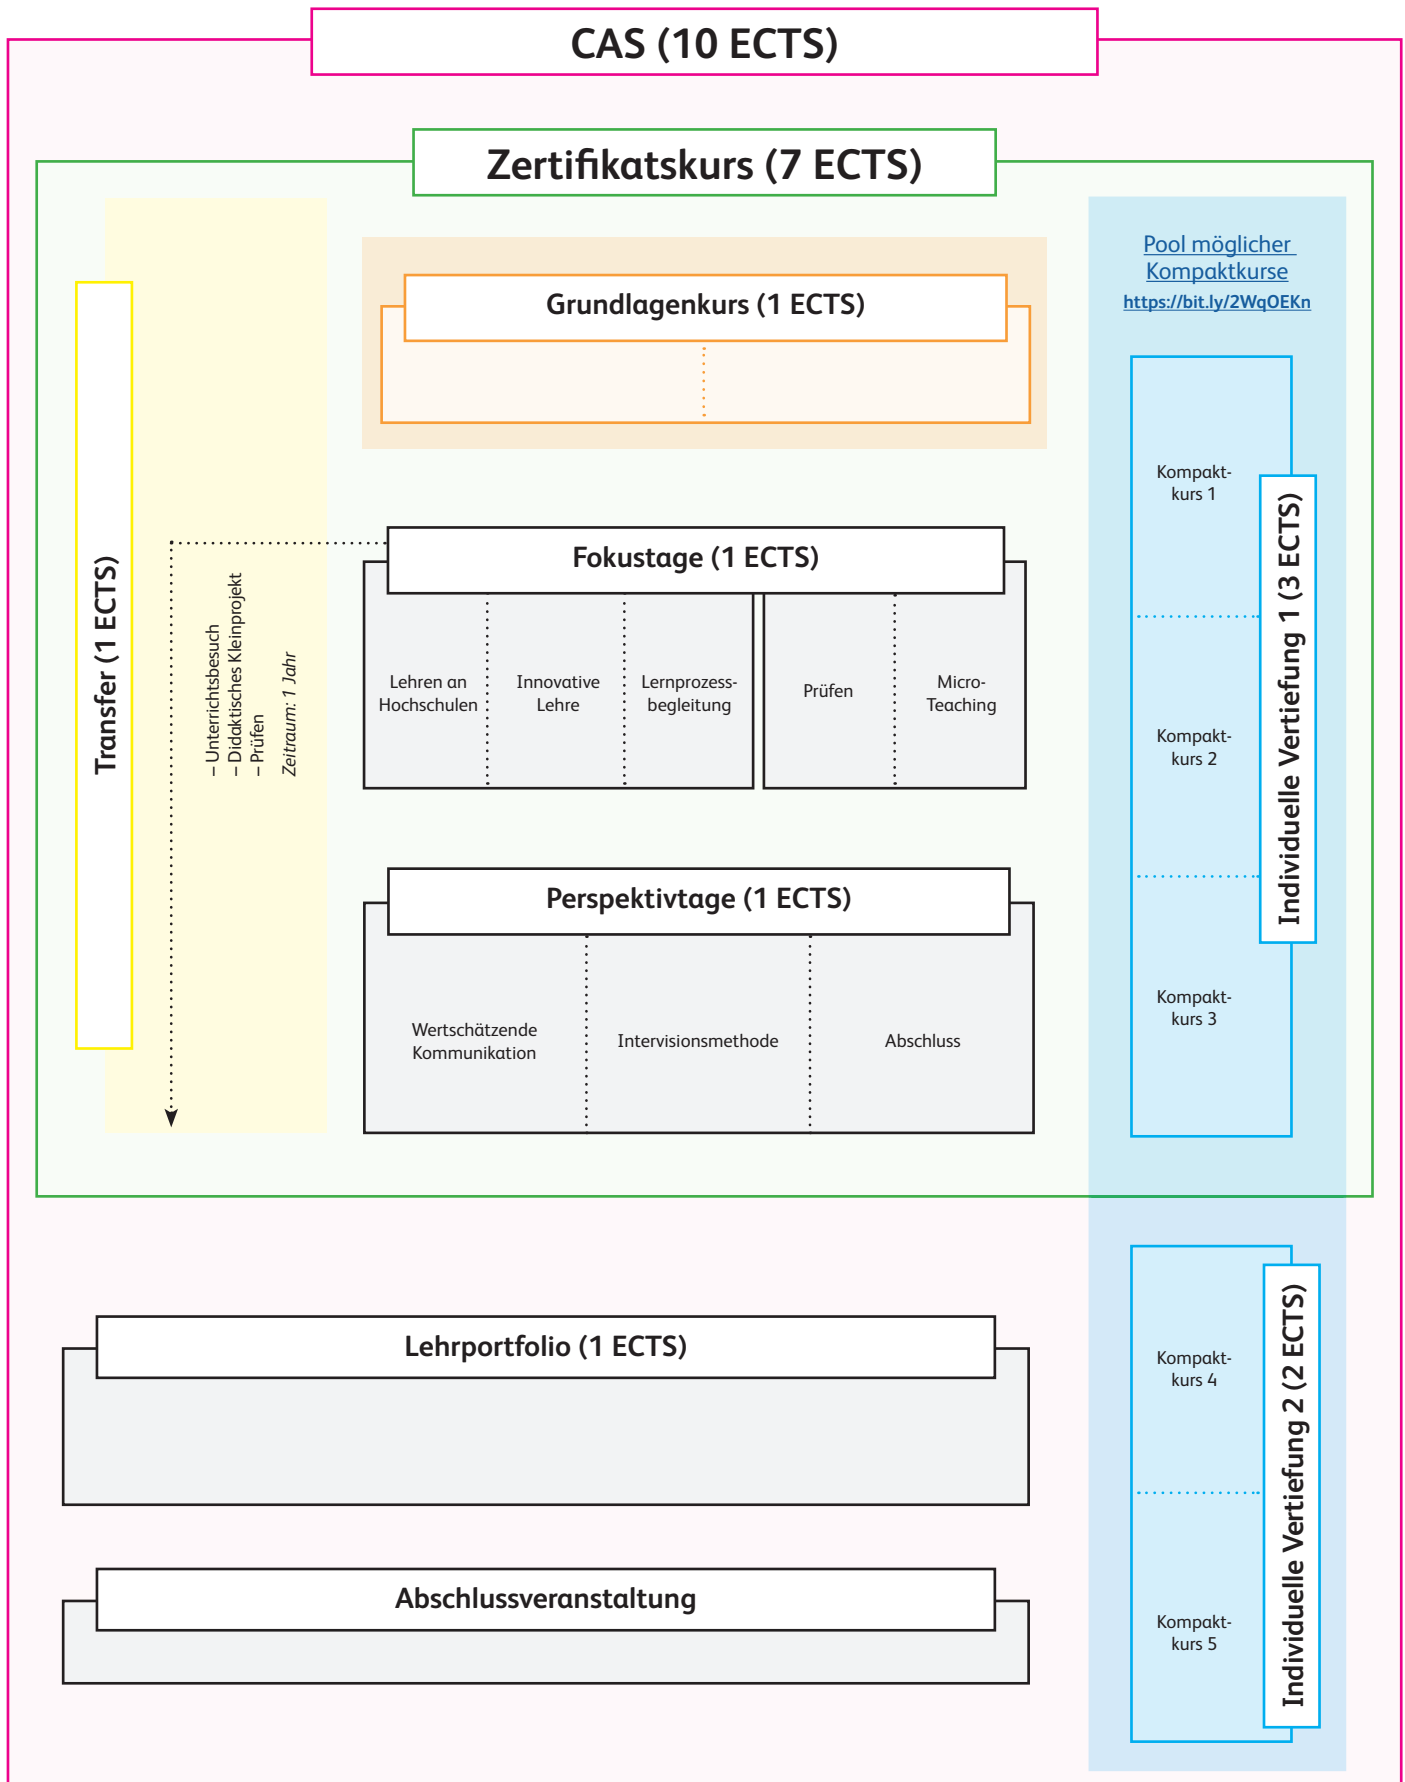 CAS (10 ECTS)
Zertifikatskurs (7 ECTS)
Transfer (1 ECTS)
– Unterrichtsbesuch
– Didaktisches Kleinprojekt
– Prüfen
Zeitraum: 1 Jahr
Grundlagenkurs (1 ECTS)
Fokustage (1 ECTS)
Lehren an
Hochschulen
Innovative
Lehre
Lernprozess-
begleitung
Prüfen
Micro-
Teaching
Perspektivtage (1 ECTS)
Wertschätzende
Kommunikation
Intervisionsmethode
Abschluss
Pool möglicher
Kompaktkurse
https://bit.ly/2WqOEKn
Kompakt-
kurs 1
Kompakt-
kurs 2
Kompakt-
kurs 3
Individuelle Vertiefung 1 (3 ECTS)
Lehrportfolio (1 ECTS)
Abschlussveranstaltung
Kompakt-
kurs 4
Kompakt-
kurs 5
Individuelle Vertiefung 2 (2 ECTS)